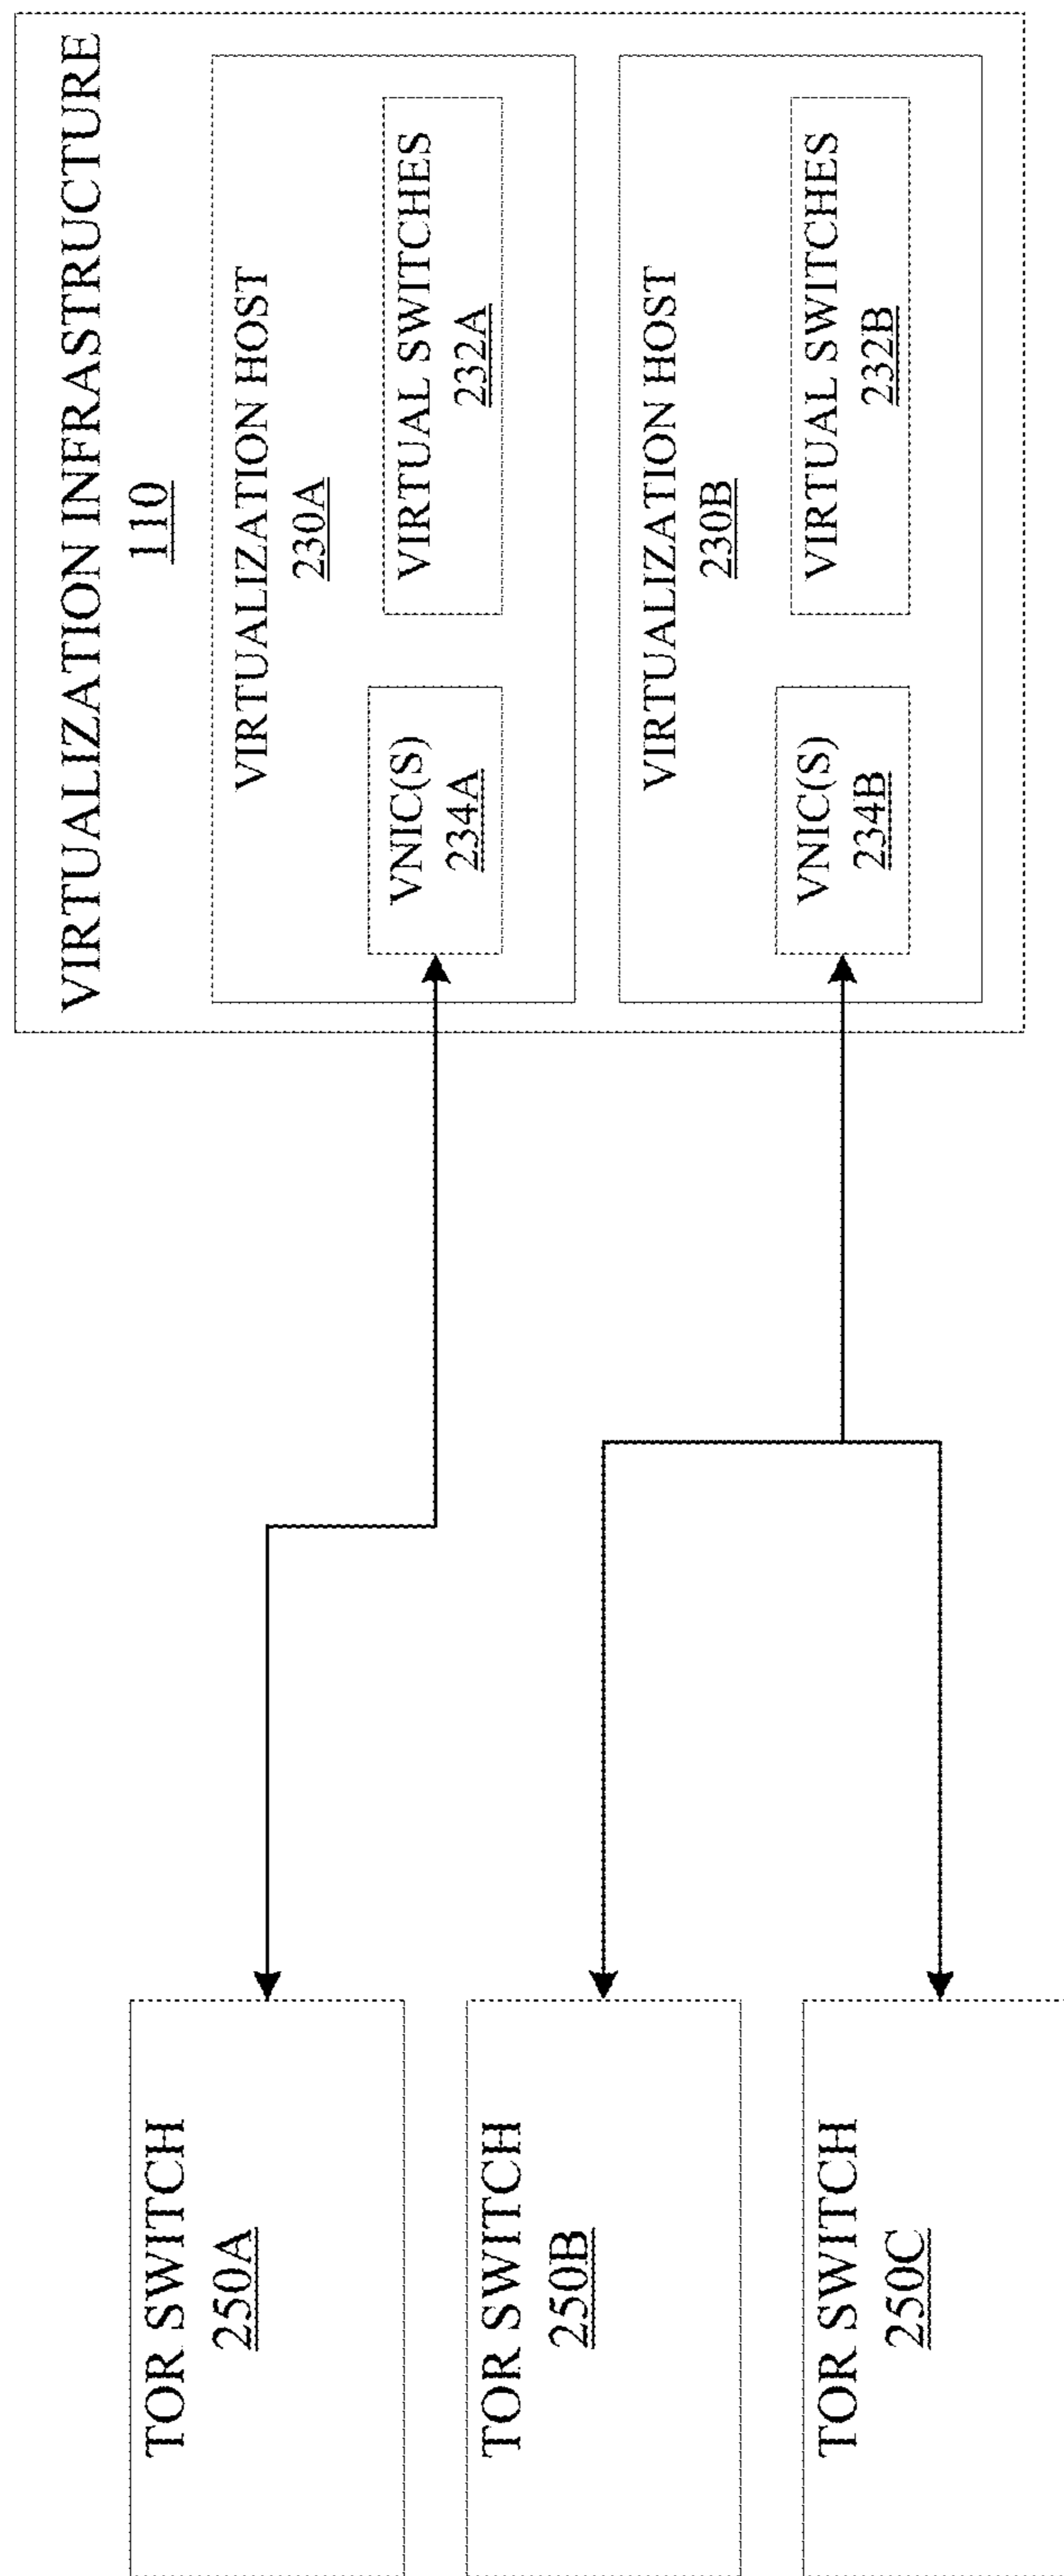 VIRTUALIZATION INFRASTRUCTURE
110
VIRTUALIZATION HOST
230A
VNIC(S)
234A
VIRTUAL SWITCHES
232A
VIRTUALIZATION HOST
230B
VNIC(S)
234B
VIRTUAL SWITCHES
232B
TOR SWITCH
250A
TOR SWITCH
250B
TOR SWITCH
250C